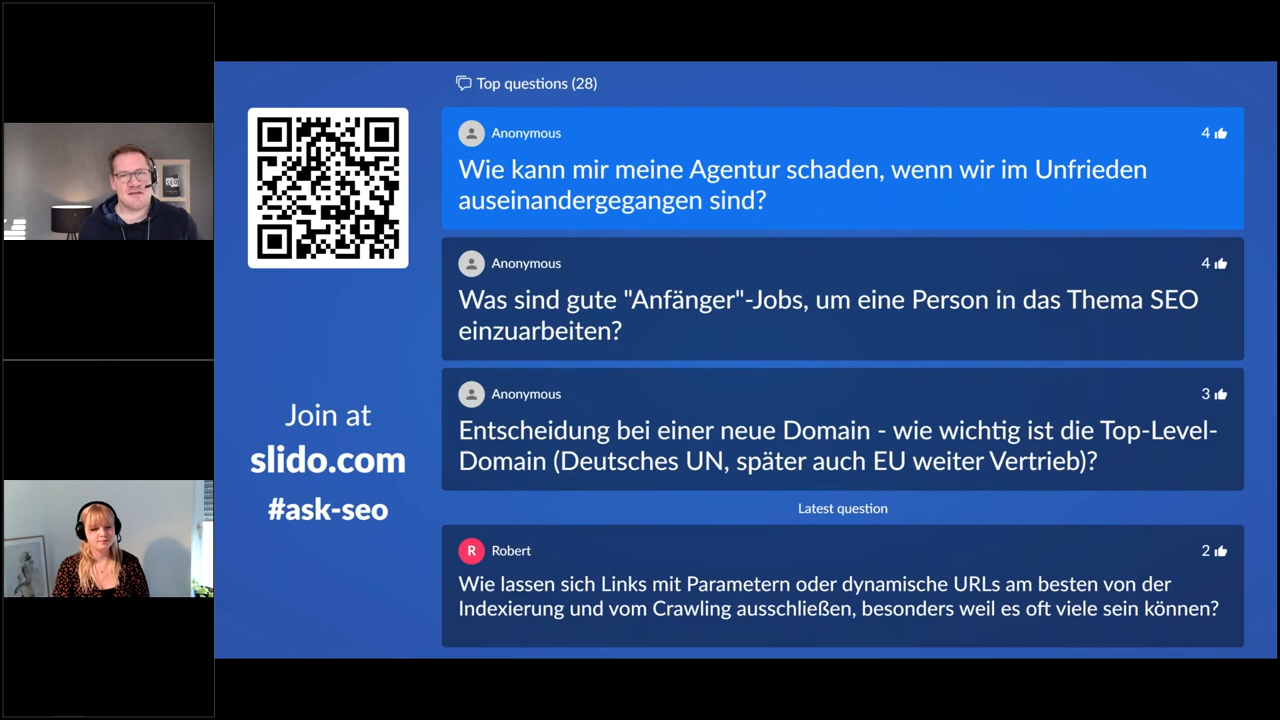 Top questions (28)
Anonymous
4
Wie kann mir meine Agentur schaden, wenn wir im Unfrieden
auseinandergegangen sind?
Anonymous
4
Was sind gute "Anfänger"-Jobs, um eine Person in das Thema SEO
einzuarbeiten?
Anonymous
3
Entscheidung bei einer neue Domain - wie wichtig ist die Top-Level-
Domain (Deutsches UN, später auch EU weiter Vertrieb)?
Latest question
R
Robert
2
Wie lassen sich Links mit Parametern oder dynamische URLs am besten von der
Indexierung und vom Crawling ausschließen, besonders weil es oft viele sein können?
Join at
slido.com
#ask-seo